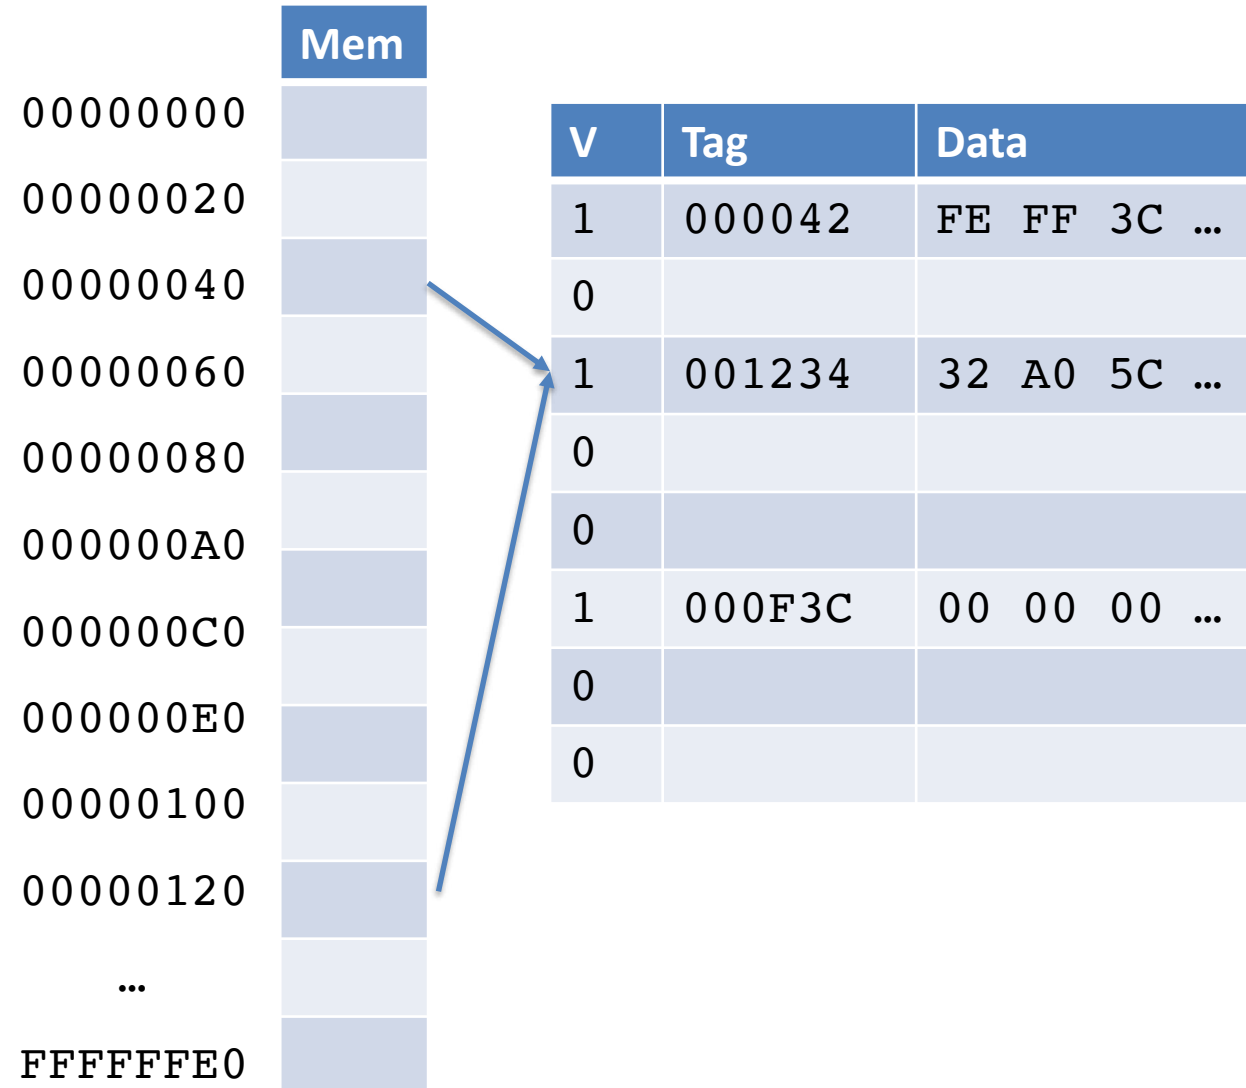 Mem
00000000
00000020
00000040
00000060
00000080
000000A0
000000C0
000000E0
00000100
00000120
…
FFFFFFE0
V Tag Data
1 000042 FE FF 3C …
0
1 001234 32 A0 5C …
0
0
1 000F3C 00 00 00 …
0
0